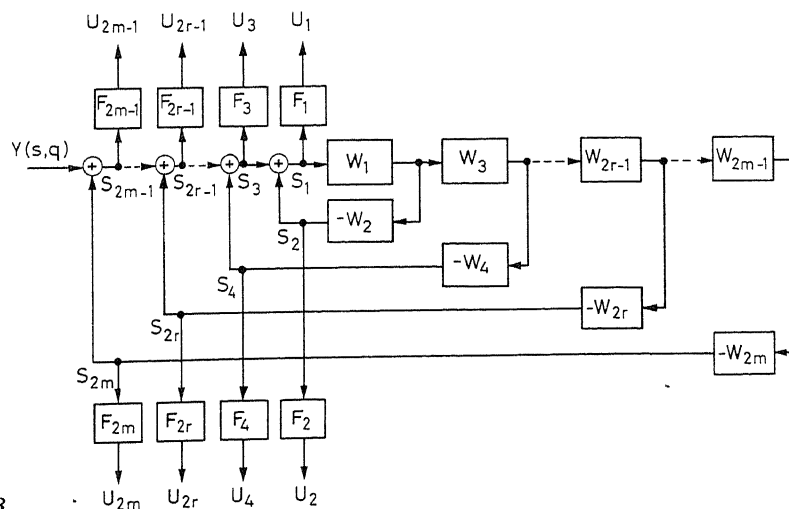 U₂ₘ₋₁ U₂ᵣ₋₁ U₃ U₁
F₂ₘ₋₁ F₂ᵣ₋₁ F₃ F₁
Y(s,q) + + + + W₁ W₃ W₂ᵣ₋₁ W₂ₘ₋₁
S₂ₘ₋₁ S₂ᵣ₋₁ S₃ S₁
S₂ -W₂
S₄ -W₄
S₂ᵣ -W₂ᵣ
S₂ₘ -W₂ₘ
F₂ₘ F₂ᵣ F₄ F₂
U₂ₘ U₂ᵣ U₄ U₂